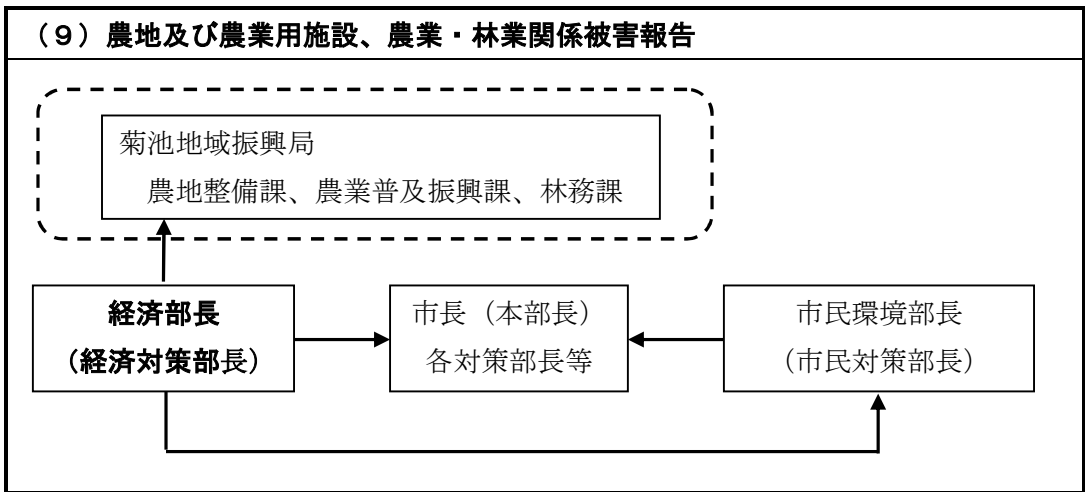 （９）農地及び農業用施設、農業・林業関係被害報告
菊池地域振興局
農地整備課、農業普及振興課、林務課
経済部長
（経済対策部長）
市長（本部長）
各対策部長等
市民環境部長
（市民対策部長）